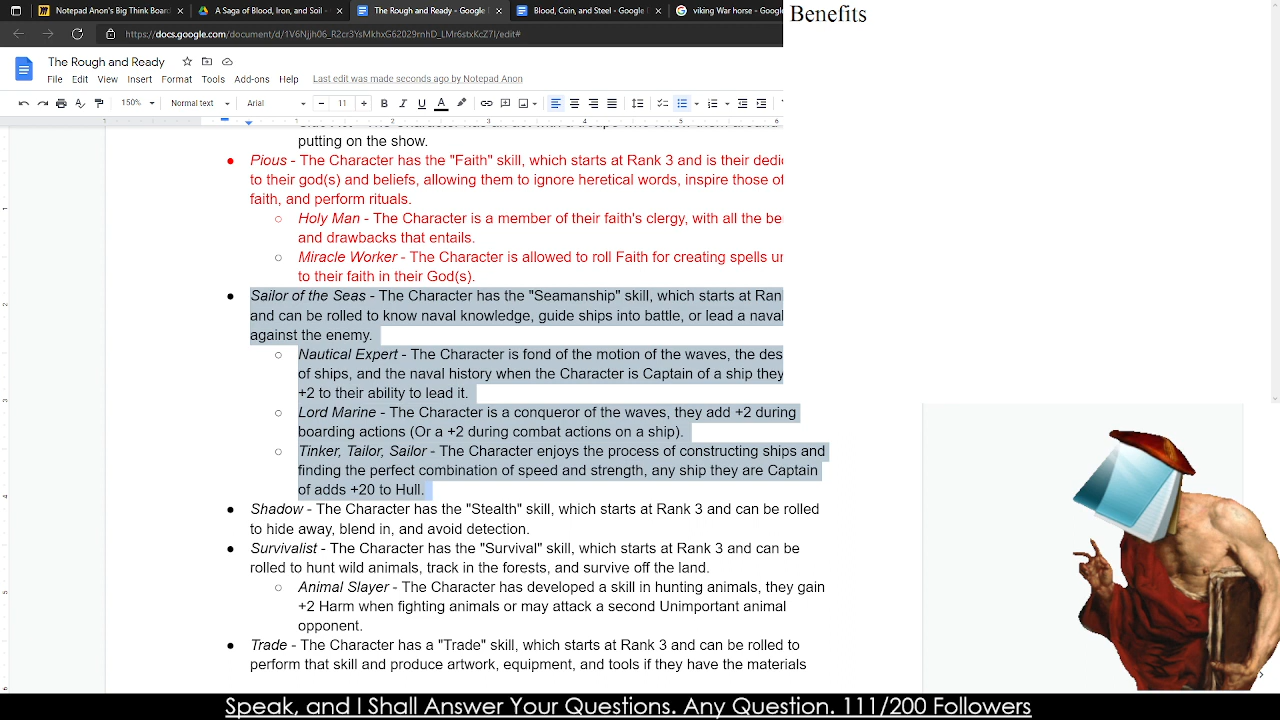 Notepad Anon's Big Think Board
A Saga of Blood, Iron, and Soil -
The Rough and Ready - Google
Blood, Coin, and Steel - Google
viking War horse - Google
https://docs.google.com/document/d/1V6Njjh06_R2cr3YsMkhxG62029rnhD_LMr6stxKcZ7I/edit#
Benefits
The Rough and Ready
File Edit View Insert Format Tools Add-ons Help Last edit was made seconds ago by Notepad Anon
150% Normal text Arial 11 B I U A
1 1 2 3 4 5 6
putting on the show.
Pious - The Character has the "Faith" skill, which starts at Rank 3 and is their dedi
to their god(s) and beliefs, allowing them to ignore heretical words, inspire those of
faith, and perform rituals.
Holy Man - The Character is a member of their faith's clergy, with all the be
and drawbacks that entails.
Miracle Worker - The Character is allowed to roll Faith for creating spells
to their faith in their God(s).
Sailor of the Seas - The Character has the "Seamanship" skill, which starts at Ran
and can be rolled to know naval knowledge, guide ships into battle, or lead a naval
against the enemy.
Nautical Expert - The Character is fond of the motion of the waves, the des
of ships, and the naval history when the Character is Captain of a ship they
+2 to their ability to lead it.
Lord Marine - The Character is a conqueror of the waves, they add +2 during
boarding actions (Or a +2 during combat actions on a ship).
Tinker, Tailor, Sailor - The Character enjoys the process of constructing ships and
finding the perfect combination of speed and strength, any ship they are Captain
of adds +20 to Hull.
Shadow - The Character has the "Stealth" skill, which starts at Rank 3 and can be rolled
to hide away, blend in, and avoid detection.
Survivalist - The Character has the "Survival" skill, which starts at Rank 3 and can be
rolled to hunt wild animals, track in the forests, and survive off the land.
Animal Slayer - The Character has developed a skill in hunting animals, they gain
+2 Harm when fighting animals or may attack a second Unimportant animal
opponent.
Trade - The Character has a "Trade" skill, which starts at Rank 3 and can be rolled to
perform that skill and produce artwork, equipment, and tools if they have the materials
Speak, and I Shall Answer Your Questions. Any Question. 111/200 Followers